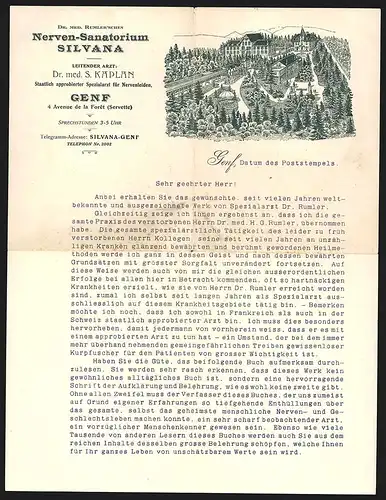 DR. MED. RUMLER'SCHES
Nerven-Sanatorium
SILVANA
LEITENDER ARZT:
Dr. med. S. KAPLAN
Staatlich approbierter Spezialarzt für Nervenleiden,
GENF
4 Avenue de la Forêt (Servette)
SPRECHSTUNDEN 3-5 UHR
Telegramm-Adresse: SILVANA-GENF
TELEPHON Nr. 2002
Genf, Datum des Poststempels.
Sehr geehrter Herr!
Anbei erhalten Sie das gewünschte, seit vielen Jahren welt-
bekannte und ausgezeichnete Werk von Spezialarzt Dr. Rumler.
Gleichzeitig zeige ich Ihnen ergebenst an, dass ich die ge-
samte Praxis des verstorbenen Herrn Dr. med. H. G. Rumler, übernommen
habe. Die gesamte spezialärztliche Tätigkeit des leider zu früh
verstorbenen Herrn Kollegen, seine seit vielen Jahren an unzäh-
ligen Kranken glänzend bewährten und berühmt gewordenen Heilme-
thoden werde ich ganz in dessen Geist und nach dessen bewährten
Grundsätzen mit grösster Sorgfalt unverändert fortsetzen. Auf
diese Weise werden auch von mir die gleichen ausserordentlichen
Erfolge bei allen hier in Betracht kommenden, oft so hartnäckigen
Krankheiten erzielt, wie sie von Herrn Dr. Rumler erreicht worden
sind, zumal ich selbst seit langen Jahren als Spezialarzt aus-
schliesslich auf diesem Krankheitsgebiete tätig bin. - Bemerken
möchte ich noch, dass ich sowohl in Frankreich als auch in der
Schweiz staatlich approbierter Arzt bin. Ich muss dies besonders
hervorheben, damit jedermann von vornherein weiss, dass er es mit
einem approbierten Arzt zu tun hat - ein Umstand, der bei dem immer
mehr überhand nehmenden gemeingefährlichen Treiben gewissenloser
Kurpfuscher für den Patienten von grosser Wichtigkeit ist.
Haben Sie die Güte, das beifolgende Buch aufmerksam durch-
zulesen. Sie werden sehr rasch erkennen, dass dieses Werk kein
gewöhnliches alltägliches Buch ist, sondern eine hervorragende
Schrift der Aufklärung und Belehrung, wie es wohl keine zweite gibt.
Ohne allen Zweifel muss der Verfasser dieses Buches, der uns zumeist
auf Grund eigener Erfahrungen so tiefgehende Enthüllungen über
das gesamte, selbst das geheimste menschliche Nerven- und Ge-
schlechtsleben machen konnte, ein sehr scharf beobachtender Arzt,
ein vorzüglicher Menschenkenner gewesen sein. Ebenso wie viele
Tausende von anderen Lesern dieses Buches werden auch Sie aus dem
reichen Inhalte desselben grosse Belehrung schöpfen, welche Ihnen
für Ihr ganzes Leben von unschätzbarem Werte sein wird.